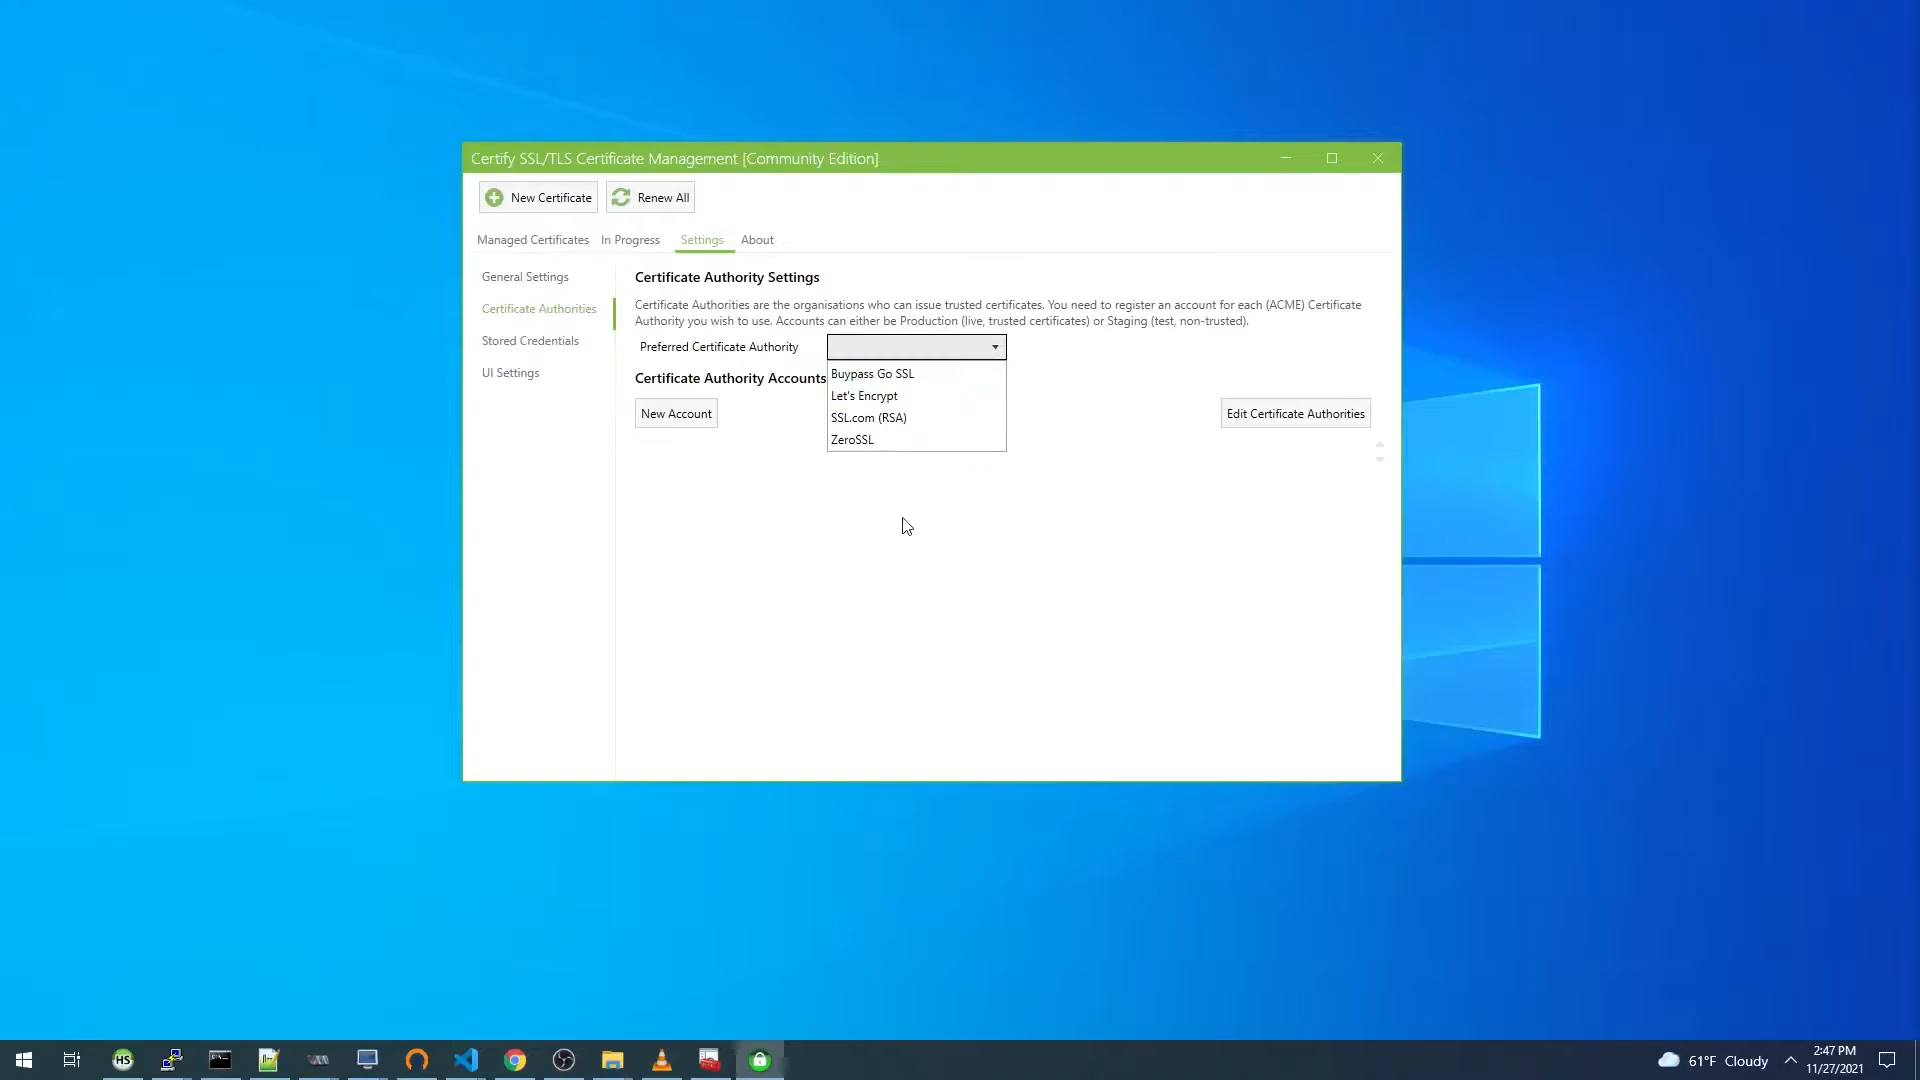 Certify SSL/TLS Certificate Management [Community Edition]
New Certificate
Renew All
Managed Certificates
In Progress
Settings
About
General Settings
Certificate Authorities
Stored Credentials
UI Settings
Certificate Authority Settings
Certificate Authorities are the organisations who can issue trusted certificates. You need to register an account for each (ACME) Certificate
Authority you wish to use. Accounts can either be Production (live, trusted certificates) or Staging (test, non-trusted).
Preferred Certificate Authority
Buypass Go SSL
Let's Encrypt
SSL.com (RSA)
ZeroSSL
Certificate Authority Accounts
New Account
Edit Certificate Authorities
HS
61°F Cloudy
2:47 PM
11/27/2021